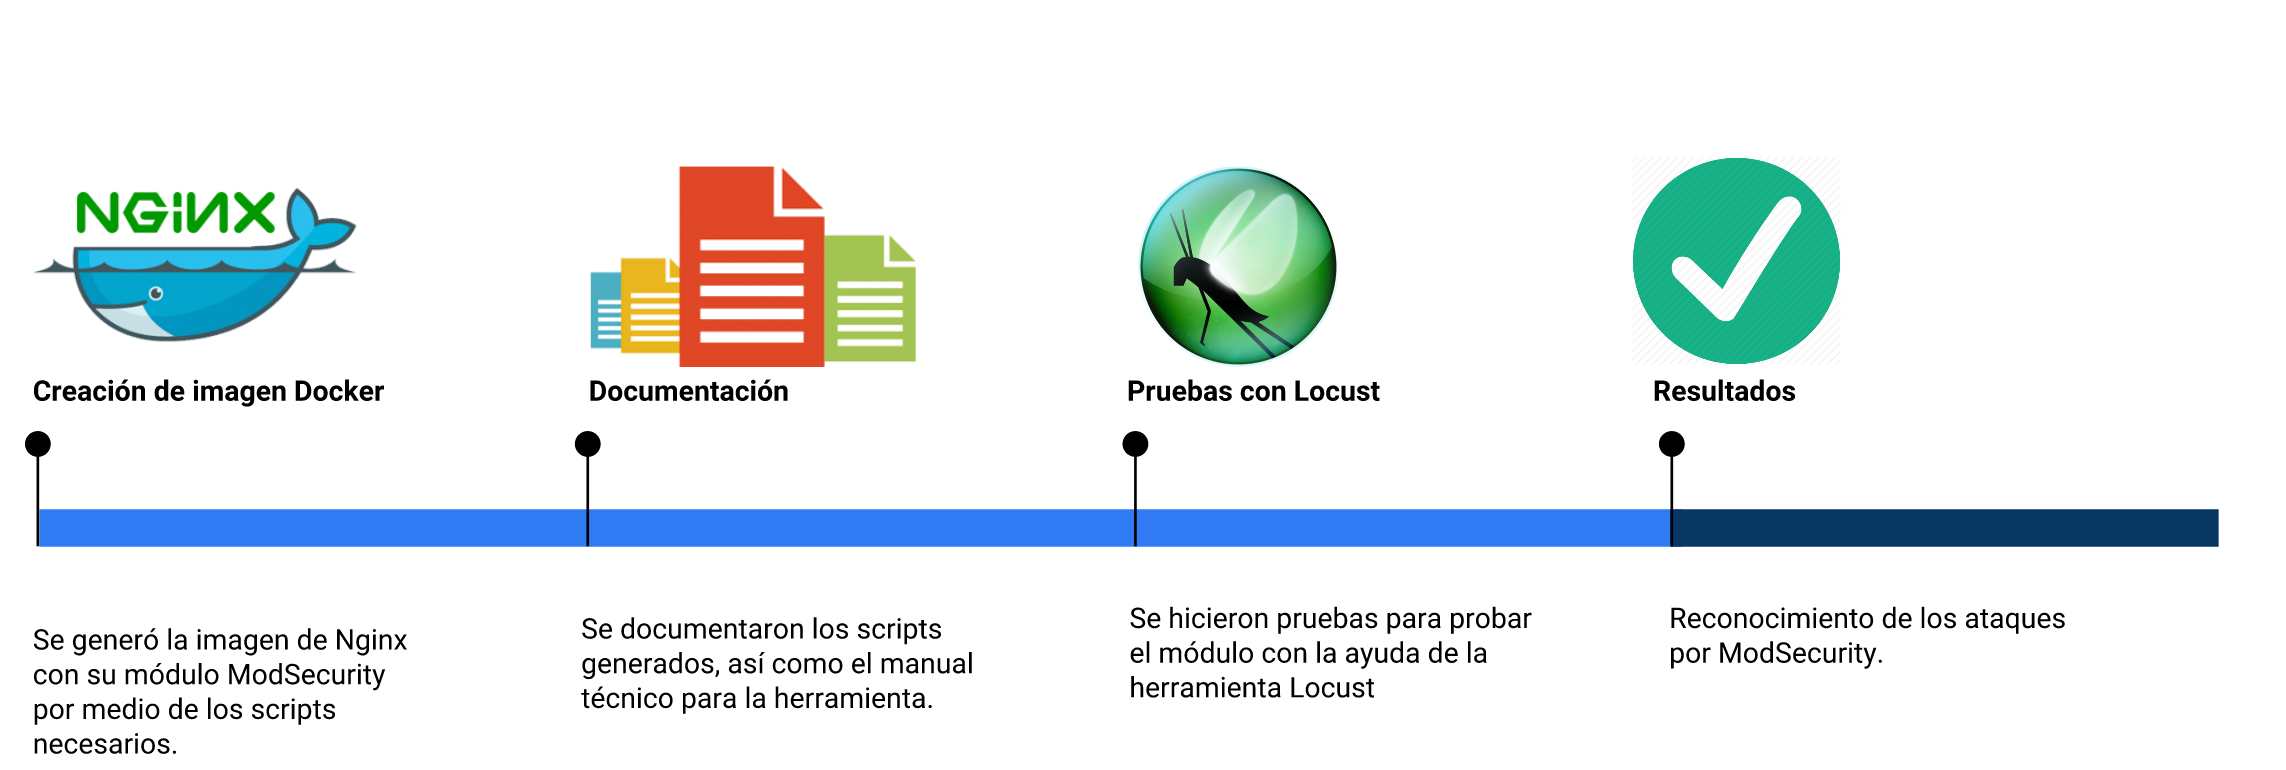 NGINX
Creación de imagen Docker
Documentación
Pruebas con Locust
Resultados
Se generó la imagen de Nginx
con su módulo ModSecurity
por medio de los scripts
necesarios.
Se documentaron los scripts
generados, así como el manual
técnico para la herramienta.
Se hicieron pruebas para probar
el módulo con la ayuda de la
herramienta Locust
Reconocimiento de los ataques
por ModSecurity.